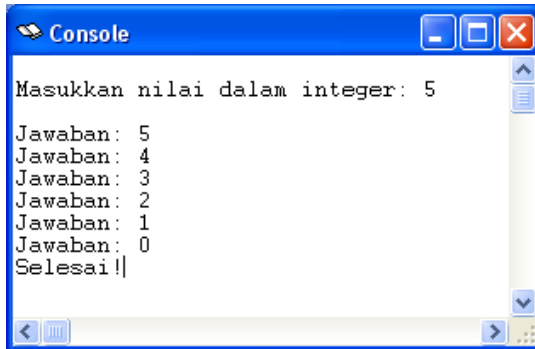 Console
Masukkan nilai dalam integer: 5
Jawaban: 5
Jawaban: 4
Jawaban: 3
Jawaban: 2
Jawaban: 1
Jawaban: 0
Selesai!